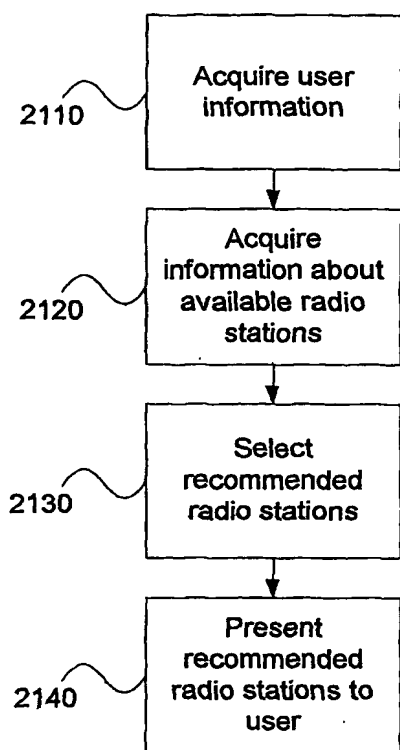 Acquire user
information
2110
Acquire
information about
available radio
stations
2120
Select
recommended
radio stations
2130
Present
recommended
radio stations to
user
2140